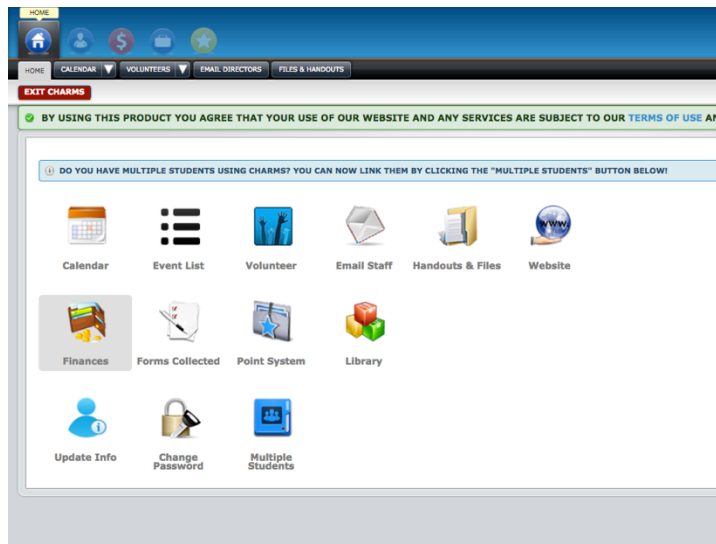 HOME
$
HOME
CALENDAR
VOLUNTEERS
EMAIL DIRECTORS
FILES & HANDOUTS
EXIT CHARMS
BY USING THIS PRODUCT YOU AGREE THAT YOUR USE OF OUR WEBSITE AND ANY SERVICES ARE SUBJECT TO OUR TERMS OF USE AN
DO YOU HAVE MULTIPLE STUDENTS USING CHARMS? YOU CAN NOW LINK THEM BY CLICKING THE "MULTIPLE STUDENTS" BUTTON BELOW!
www.
Calendar
Event List
Volunteer
Email Staff
Handouts & Files
Website
Finances
Forms Collected
Point System
Library
Update Info
Change
Password
Multiple
Students